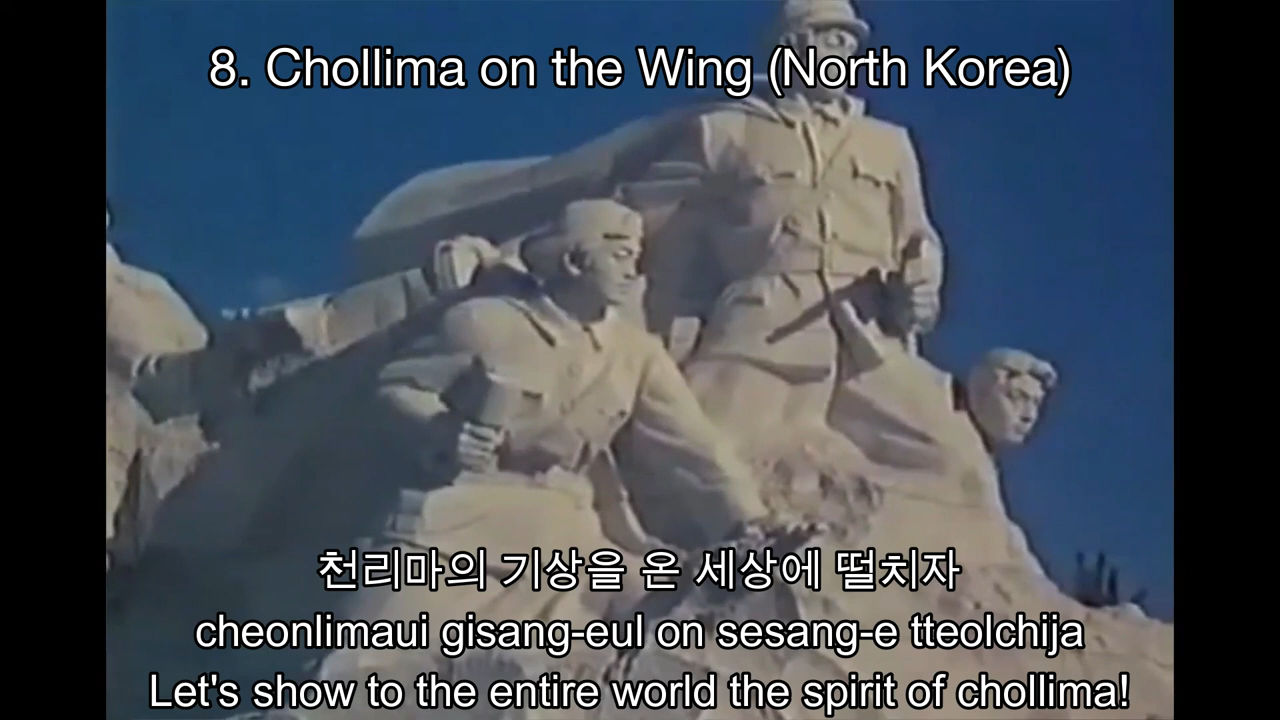 8. Chollima on the Wing (North Korea)
천리마의 기상을 온 세상에 떨치자
cheonlimaui gisang-eul on sesang-e tteolchija
Let's show to the entire world the spirit of chollima!